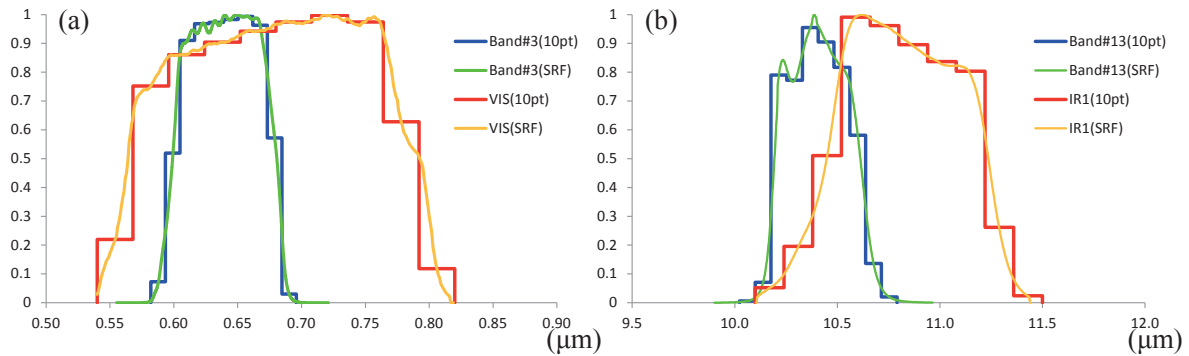 (a)
1
0.9
0.8
0.7
0.6
0.5
0.4
0.3
0.2
0.1
0
0.50 0.55 0.60 0.65 0.70 0.75 0.80 0.85 0.90
(μm)
Band#3(10pt)
Band#3(SRF)
VIS(10pt)
VIS(SRF)
(b)
1
0.9
0.8
0.7
0.6
0.5
0.4
0.3
0.2
0.1
0
9.5 10.0 10.5 11.0 11.5 12.0
(μm)
Band#13(10pt)
Band#13(SRF)
IR1(10pt)
IR1(SRF)